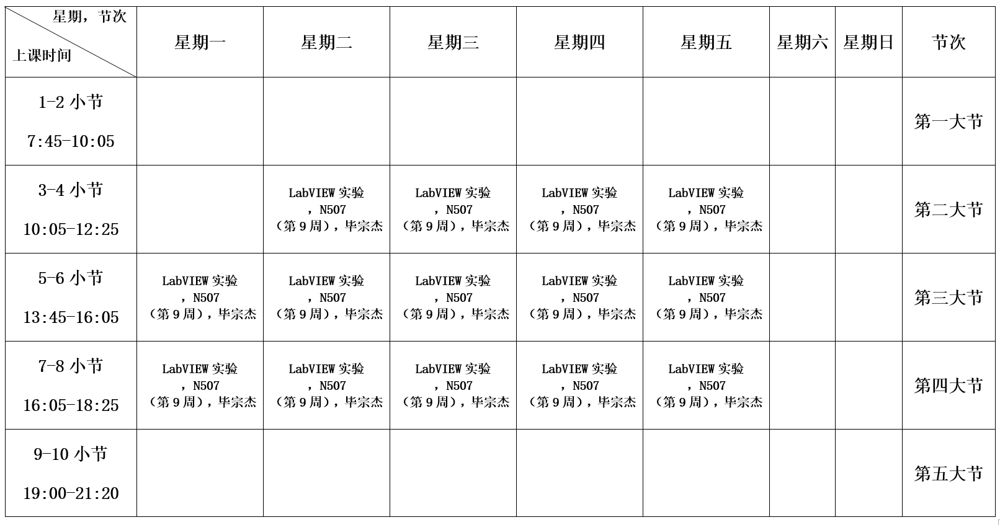 星期，节次
上课时间
星期一
星期二
星期三
星期四
星期五
星期六
星期日
节次
1-2 小节
7:45-10:05
第一大节
3-4 小节
10:05-12:25
LabVIEW 实验
，N507
（第 9 周），毕宗杰
LabVIEW 实验
，N507
（第 9 周），毕宗杰
LabVIEW 实验
，N507
（第 9 周），毕宗杰
LabVIEW 实验
，N507
（第 9 周），毕宗杰
第二大节
5-6 小节
13:45-16:05
LabVIEW 实验
，N507
（第 9 周），毕宗杰
LabVIEW 实验
，N507
（第 9 周），毕宗杰
LabVIEW 实验
，N507
（第 9 周），毕宗杰
LabVIEW 实验
，N507
（第 9 周），毕宗杰
LabVIEW 实验
，N507
（第 9 周），毕宗杰
第三大节
7-8 小节
16:05-18:25
LabVIEW 实验
，N507
（第 9 周），毕宗杰
LabVIEW 实验
，N507
（第 9 周），毕宗杰
LabVIEW 实验
，N507
（第 9 周），毕宗杰
LabVIEW 实验
，N507
（第 9 周），毕宗杰
LabVIEW 实验
，N507
（第 9 周），毕宗杰
第四大节
9-10 小节
19:00-21:20
第五大节